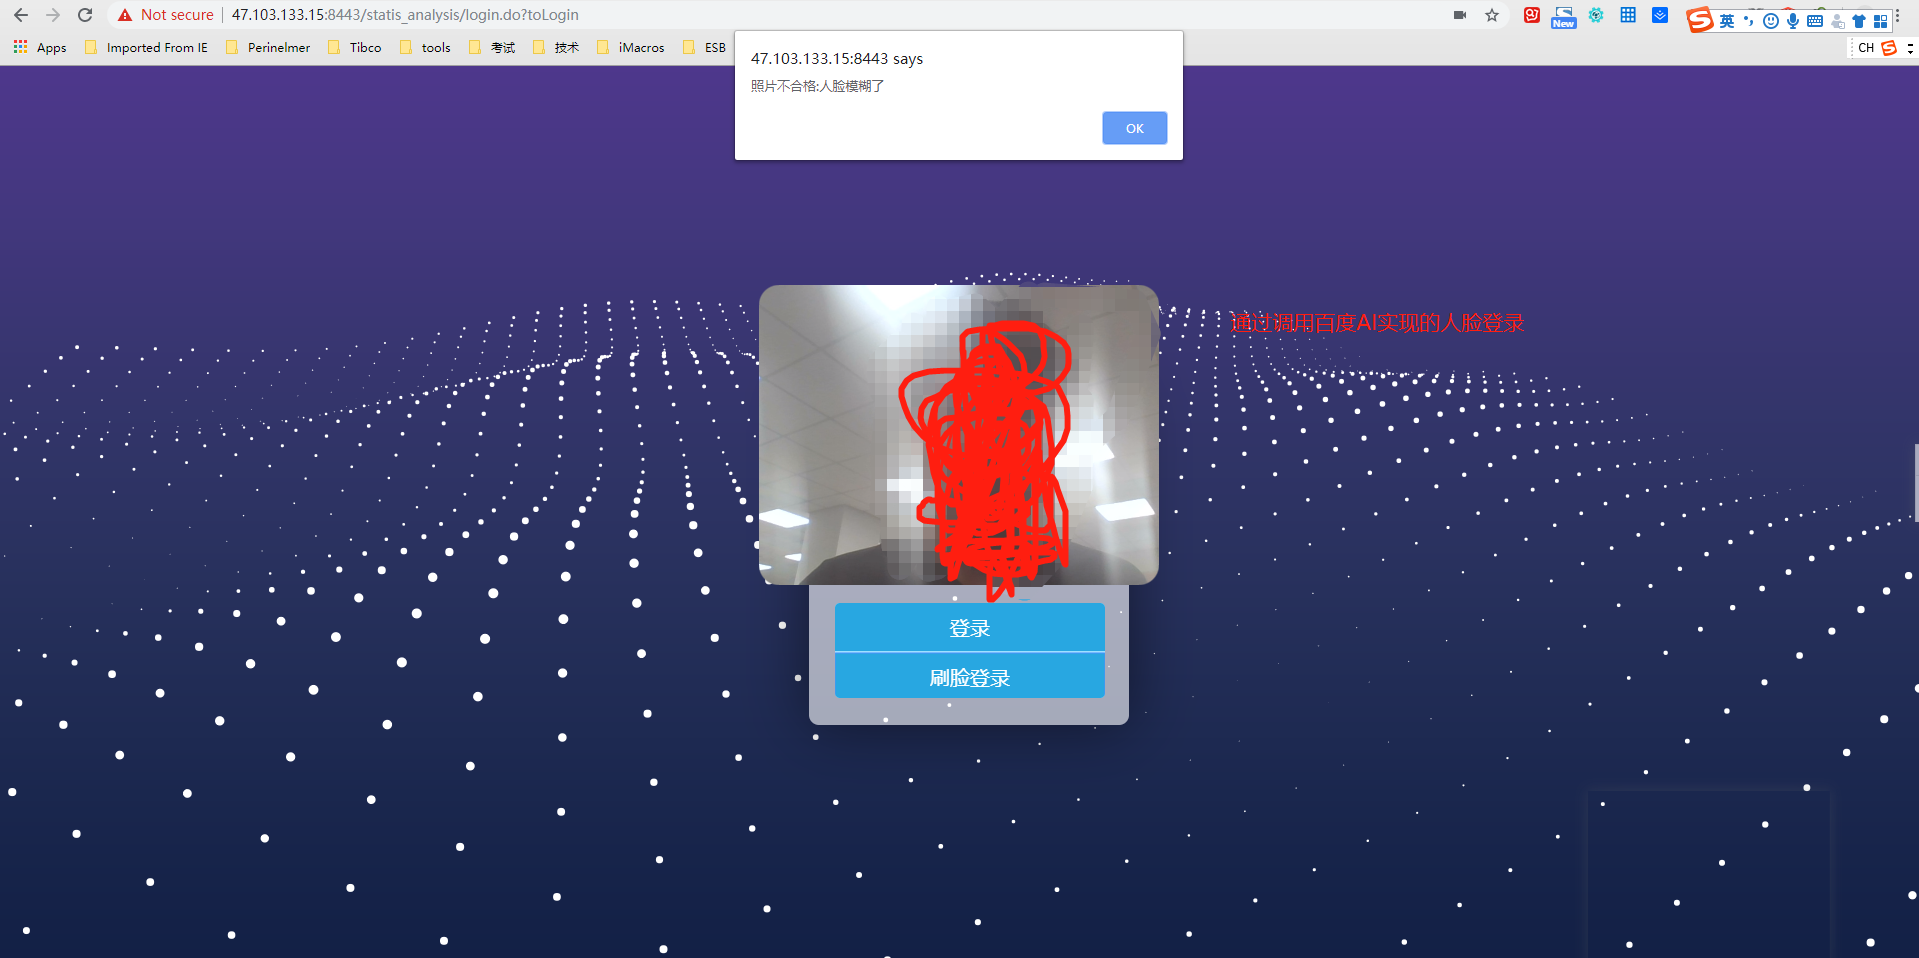 Not secure | 47.103.133.15:8443/statis_analysis/login.do?toLogin
New
英
Apps Imported From IE Perinelmer Tibco tools 考试 技术 iMacros ESB
CH
47.103.133.15:8443 says
照片不合格:人脸模糊了
OK
通过调用百度AI实现的人脸登录
登录
刷脸登录